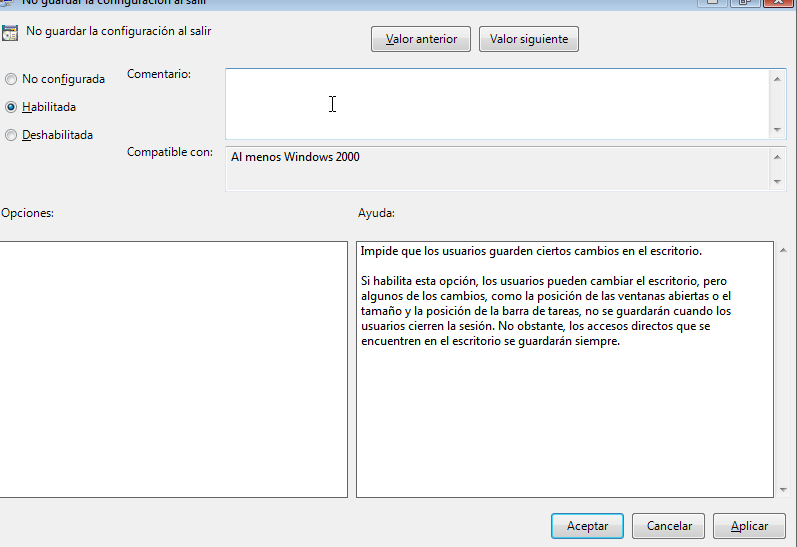 No guardar la configuración al salir
No guardar la configuración al salir
Valor anterior
Valor siguiente
No configurada
Comentario:
Habilitada
Deshabilitada
Compatible con:
Al menos Windows 2000
Opciones:
Ayuda:
Impide que los usuarios guarden ciertos cambios en el escritorio.
Si habilita esta opción, los usuarios pueden cambiar el escritorio, pero
algunos de los cambios, como la posición de las ventanas abiertas o el
tamaño y la posición de la barra de tareas, no se guardarán cuando los
usuarios cierren la sesión. No obstante, los accesos directos que se
encuentren en el escritorio se guardarán siempre.
Aceptar
Cancelar
Aplicar